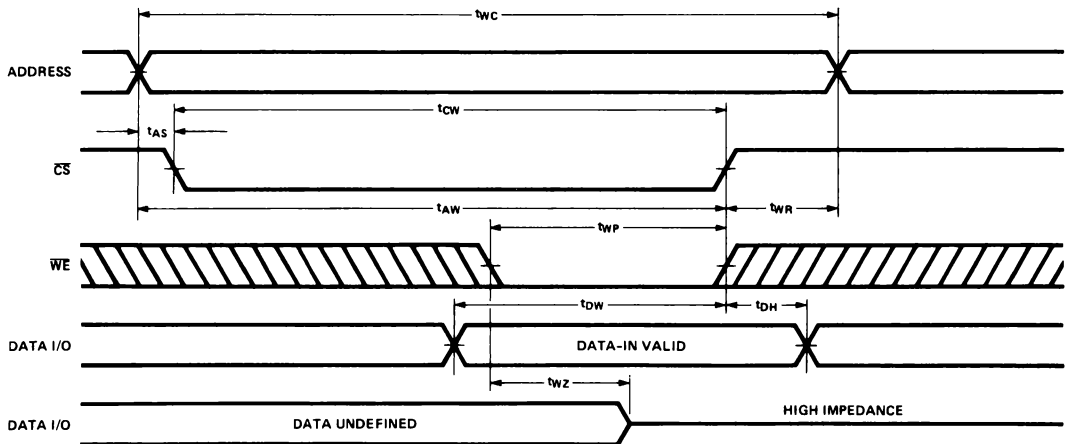 tWC
ADDRESS
tCW
tAS
CS
tAW
tWR
tWP
WE
tDW
tDH
DATA I/O
DATA-IN VALID
tWZ
DATA I/O
DATA UNDEFINED
HIGH IMPEDANCE